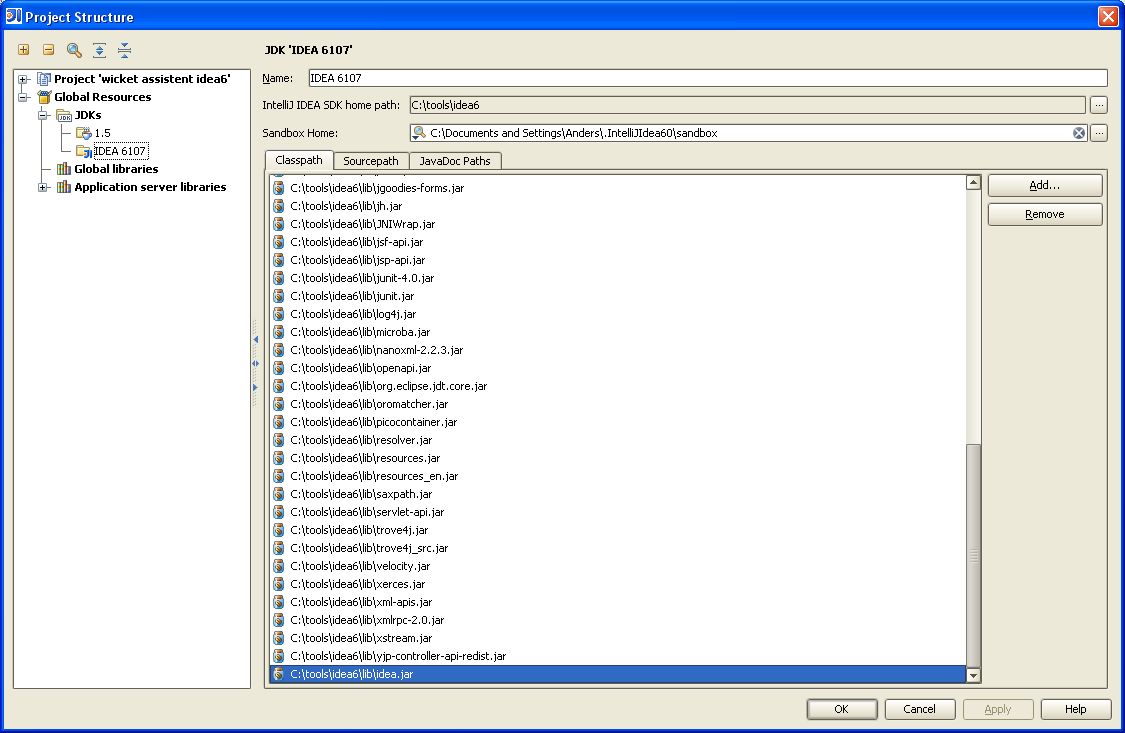 Project Structure
Project 'wicket assistent idea6'
Global Resources
JDKs
1.5
IDEA 6107
Global libraries
Application server libraries
JDK 'IDEA 6107'
Name: IDEA 6107
IntelliJ IDEA SDK home path: C:\tools\idea6 ...
Sandbox Home: C:\Documents and Settings\Anders\.IntelliJIdea60\sandbox ...
Classpath Sourcepath JavaDoc Paths
C:\tools\idea6\lib\jgoodies-forms.jar
C:\tools\idea6\lib\jh.jar
C:\tools\idea6\lib\JNIWrap.jar
C:\tools\idea6\lib\jsf-api.jar
C:\tools\idea6\lib\jsp-api.jar
C:\tools\idea6\lib\junit-4.0.jar
C:\tools\idea6\lib\junit.jar
C:\tools\idea6\lib\log4j.jar
C:\tools\idea6\lib\microba.jar
C:\tools\idea6\lib\nanoxml-2.2.3.jar
C:\tools\idea6\lib\openapi.jar
C:\tools\idea6\lib\org.eclipse.jdt.core.jar
C:\tools\idea6\lib\oromatcher.jar
C:\tools\idea6\lib\picocontainer.jar
C:\tools\idea6\lib\resolver.jar
C:\tools\idea6\lib\resources.jar
C:\tools\idea6\lib\resources_en.jar
C:\tools\idea6\lib\saxpath.jar
C:\tools\idea6\lib\servlet-api.jar
C:\tools\idea6\lib\trove4j.jar
C:\tools\idea6\lib\trove4j_src.jar
C:\tools\idea6\lib\velocity.jar
C:\tools\idea6\lib\xerces.jar
C:\tools\idea6\lib\xml-apis.jar
C:\tools\idea6\lib\xmlrpc-2.0.jar
C:\tools\idea6\lib\xstream.jar
C:\tools\idea6\lib\yjp-controller-api-redist.jar
C:\tools\idea6\lib\idea.jar
Add...
Remove
OK Cancel Apply Help